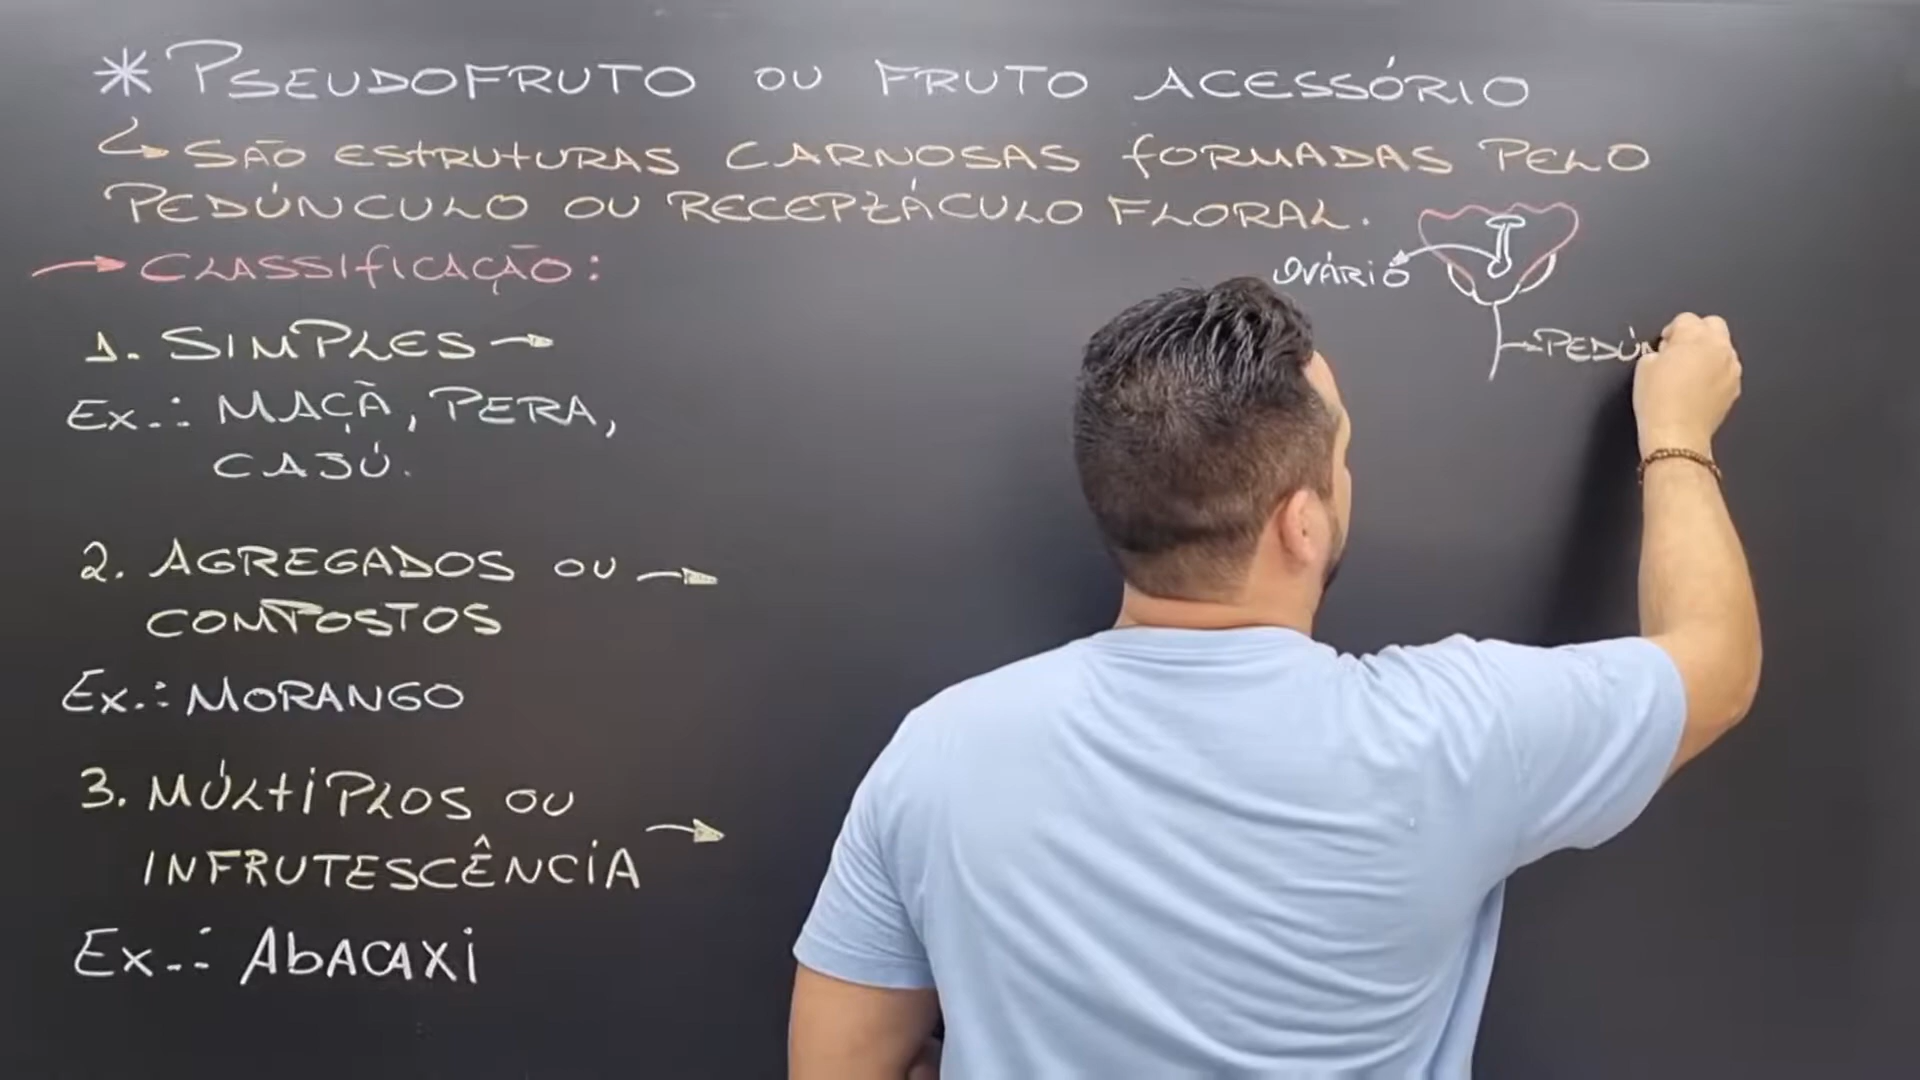 * PSEUDOFRUTO OU FRUTO ACESSÓRIO
↳ SÃO ESTRUTURAS CARNOSAS FORMADAS PELO
PEDÚNCULO OU RECEPTÁCULO FLORAL.
→ CLASSIFICAÇÃO:
OVÁRIO
PEDÚN
1. SIMPLES →
EX.: MAÇÃ, PERA,
CAJÚ.
2. AGREGADOS OU →
COMPOSTOS
EX.: MORANGO
3. MÚLTIPLOS OU →
INFRUTESCÊNCIA
EX.: ABACAXI